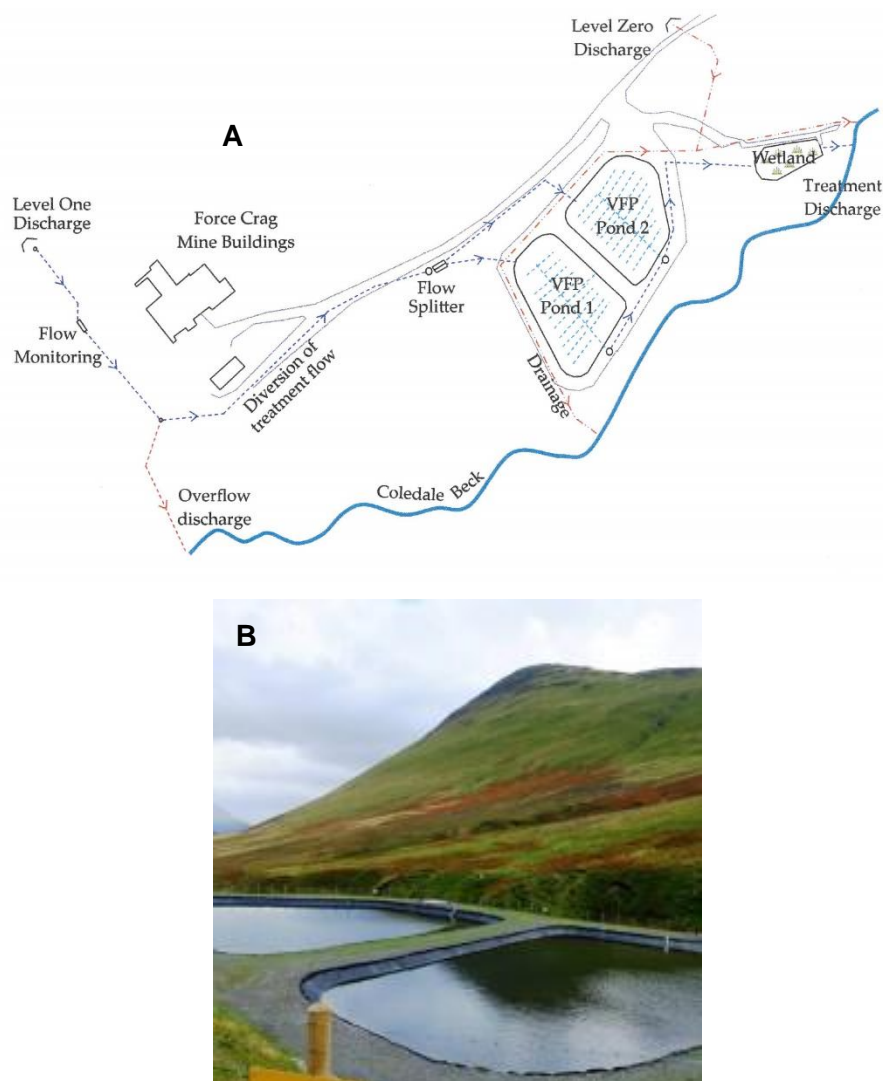 Level Zero
Discharge
A
Level One
Discharge
Force Crag
Mine Buildings
Wetland
Treatment
Discharge
VFP
Pond 2
Flow
Splitter
VFP
Pond 1
Flow
Monitoring
Diversion of
treatment flow
Drainage
Overflow
discharge
Coledale Beck
B